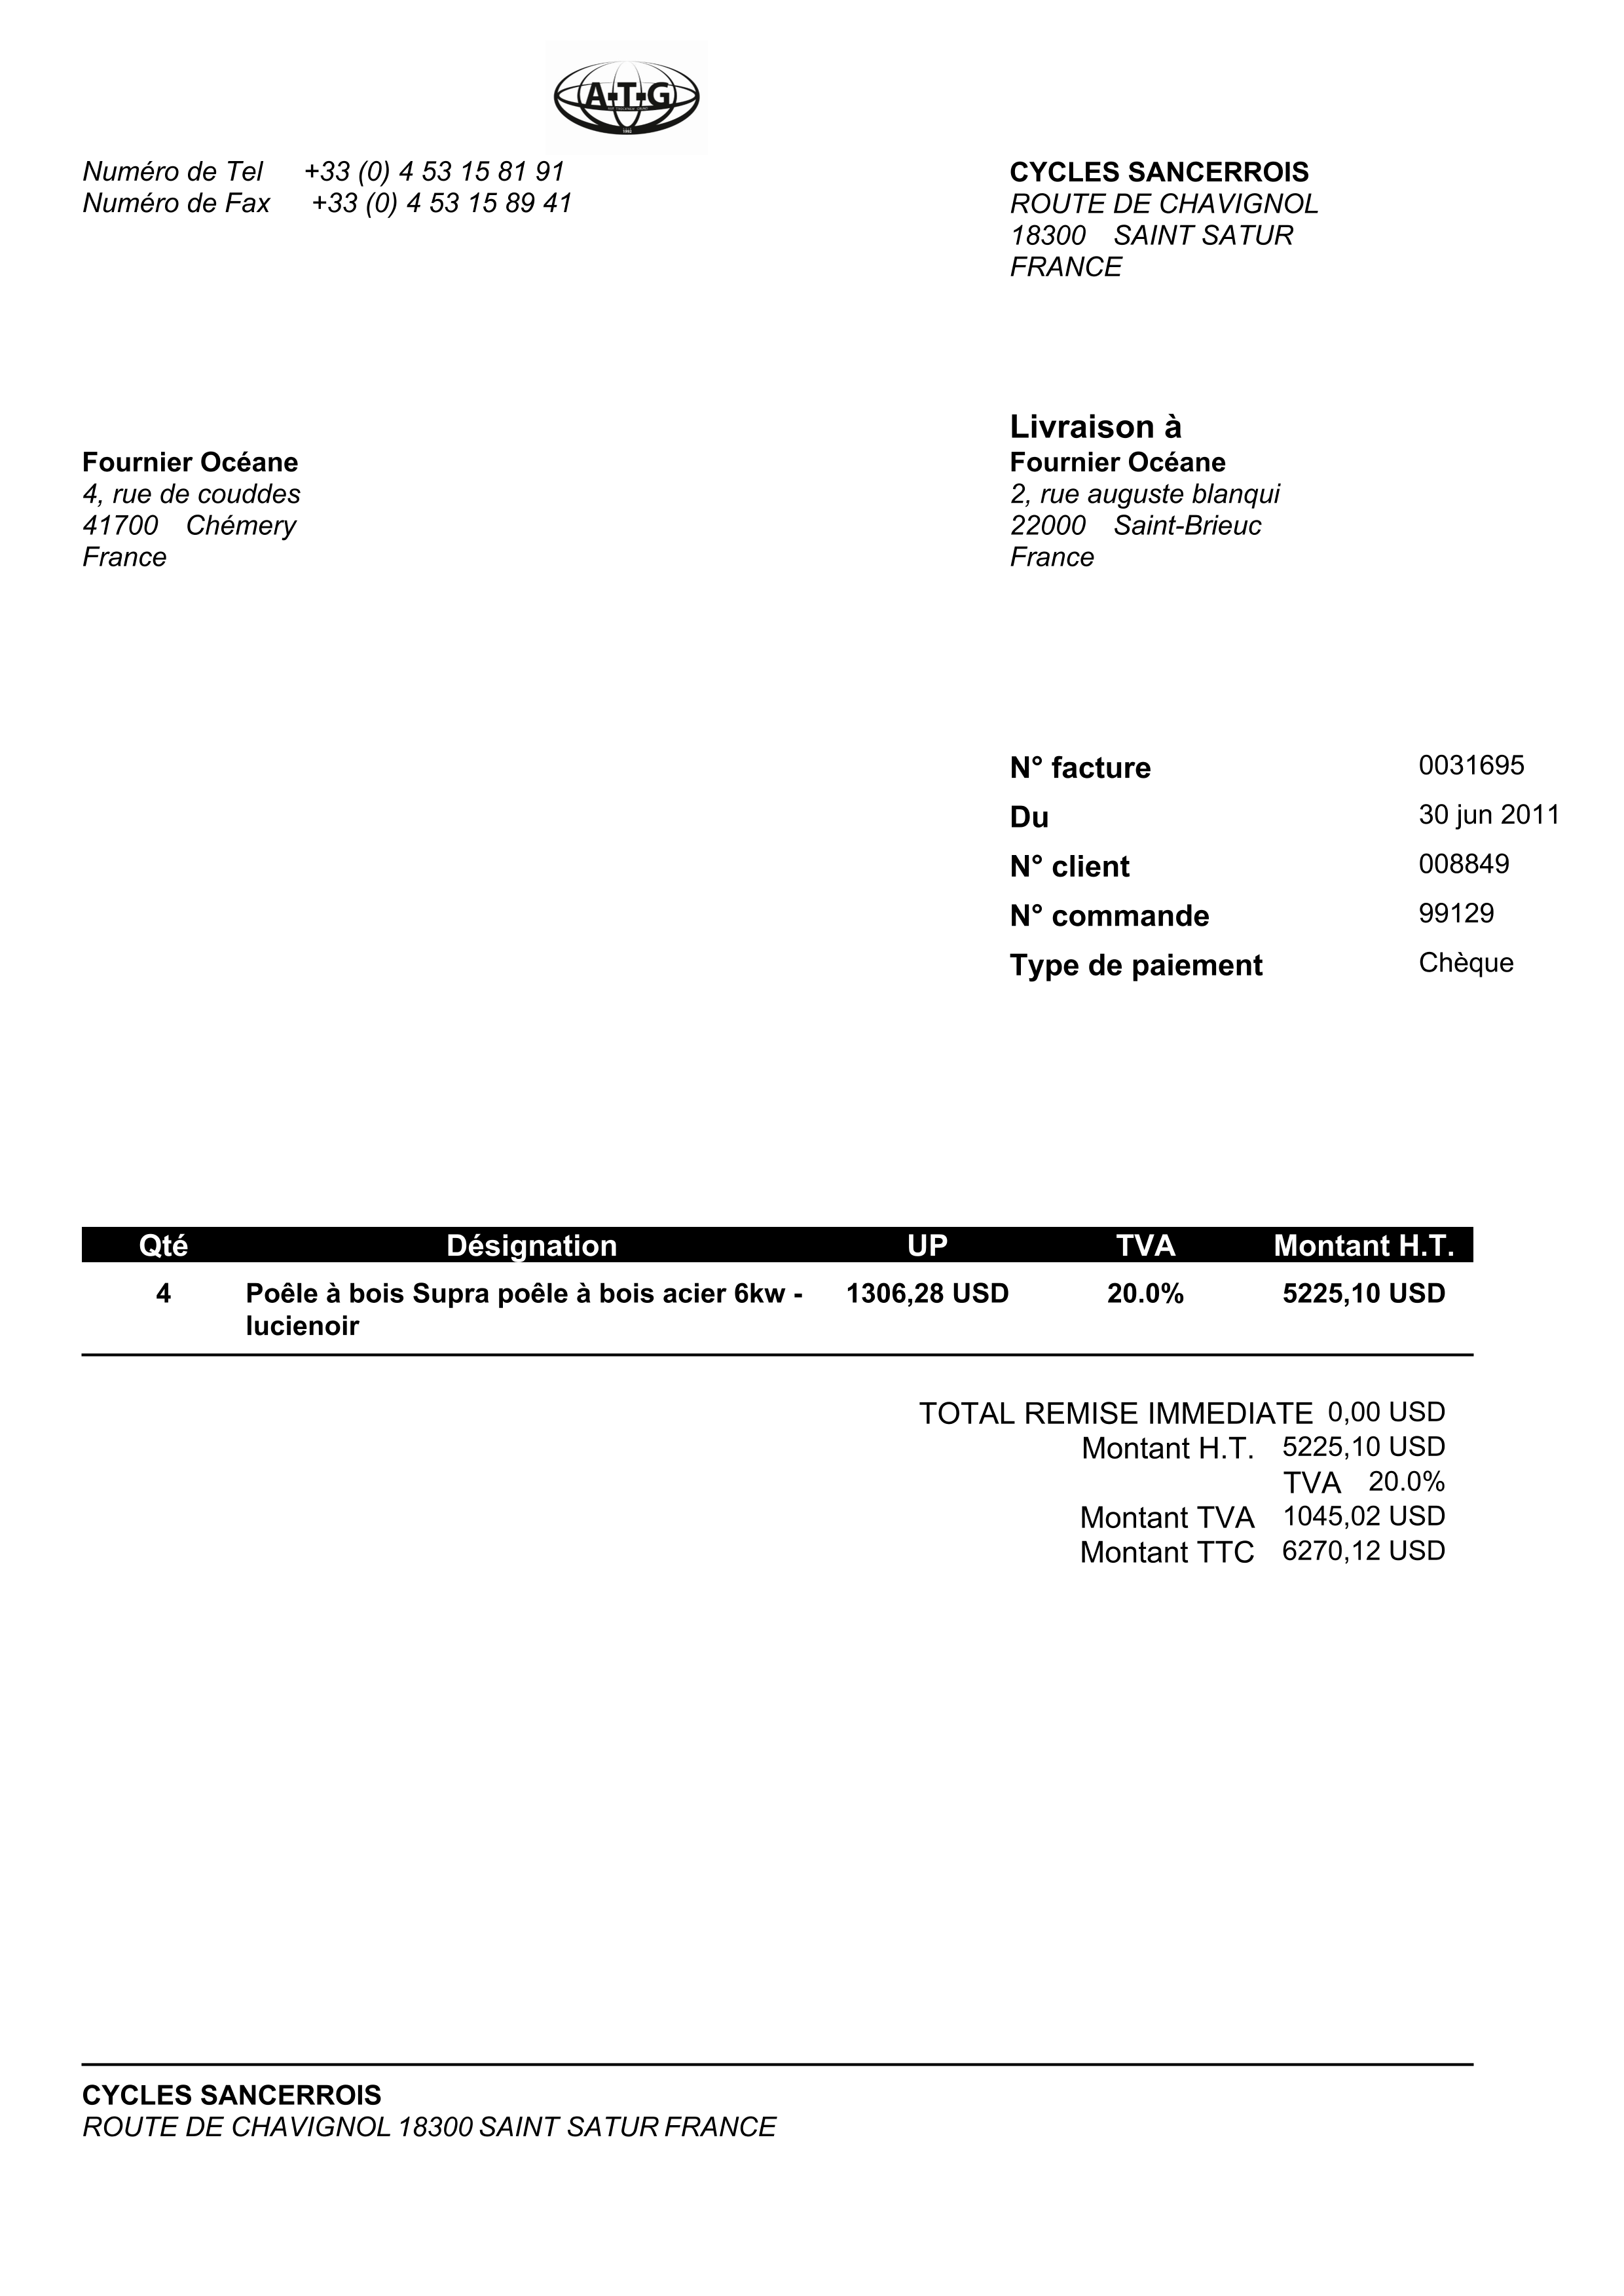 A-T-G
Numéro de Tel +33 (0) 4 53 15 81 91
Numéro de Fax +33 (0) 4 53 15 89 41
CYCLES SANCERROIS
ROUTE DE CHAVIGNOL
18300 SAINT SATUR
FRANCE
Fournier Océane
4, rue de couddes
41700 Chémery
France
Livraison à
Fournier Océane
2, rue auguste blanqui
22000 Saint-Brieuc
France
N° facture 0031695
Du 30 jun 2011
N° client 008849
N° commande 99129
Type de paiement Chèque
Qté Désignation UP TVA Montant H.T.
4 Poêle à bois Supra poêle à bois acier 6kw - 1306,28 USD 20.0% 5225,10 USD
lucienoir
TOTAL REMISE IMMEDIATE 0,00 USD
Montant H.T. 5225,10 USD
TVA 20.0%
Montant TVA 1045,02 USD
Montant TTC 6270,12 USD
CYCLES SANCERROIS
ROUTE DE CHAVIGNOL 18300 SAINT SATUR FRANCE